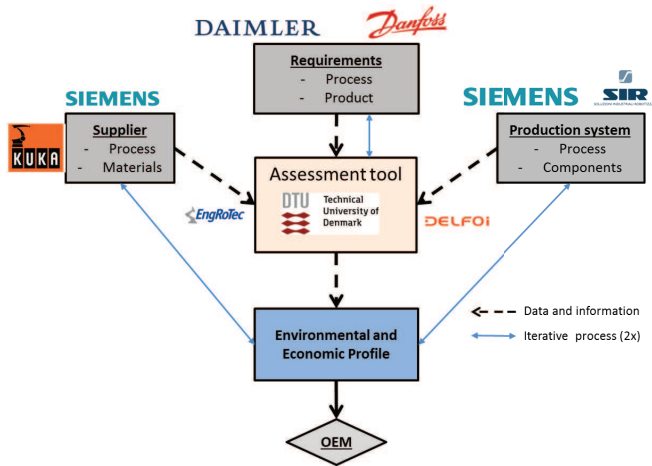 DAIMLER
Danfoss
Requirements
- Process
- Product
SIEMENS
KUKA
Supplier
- Process
- Materials
SIEMENS
SIR
Production system
- Process
- Components
Assessment tool
DTU
Technical
University of
Denmark
EngRoTec
DELFOi
Environmental and
Economic Profile
Data and information
Iterative process (2x)
OEM